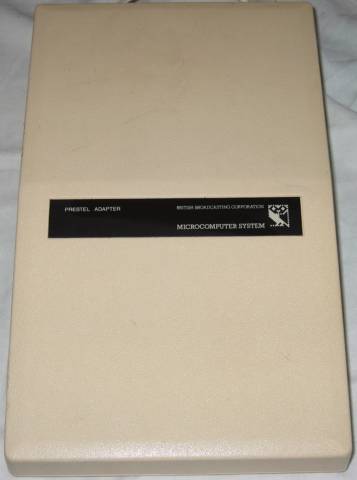 PRESTEL ADAPTER
BRITISH BROADCASTING CORPORATION
MICROCOMPUTER SYSTEM